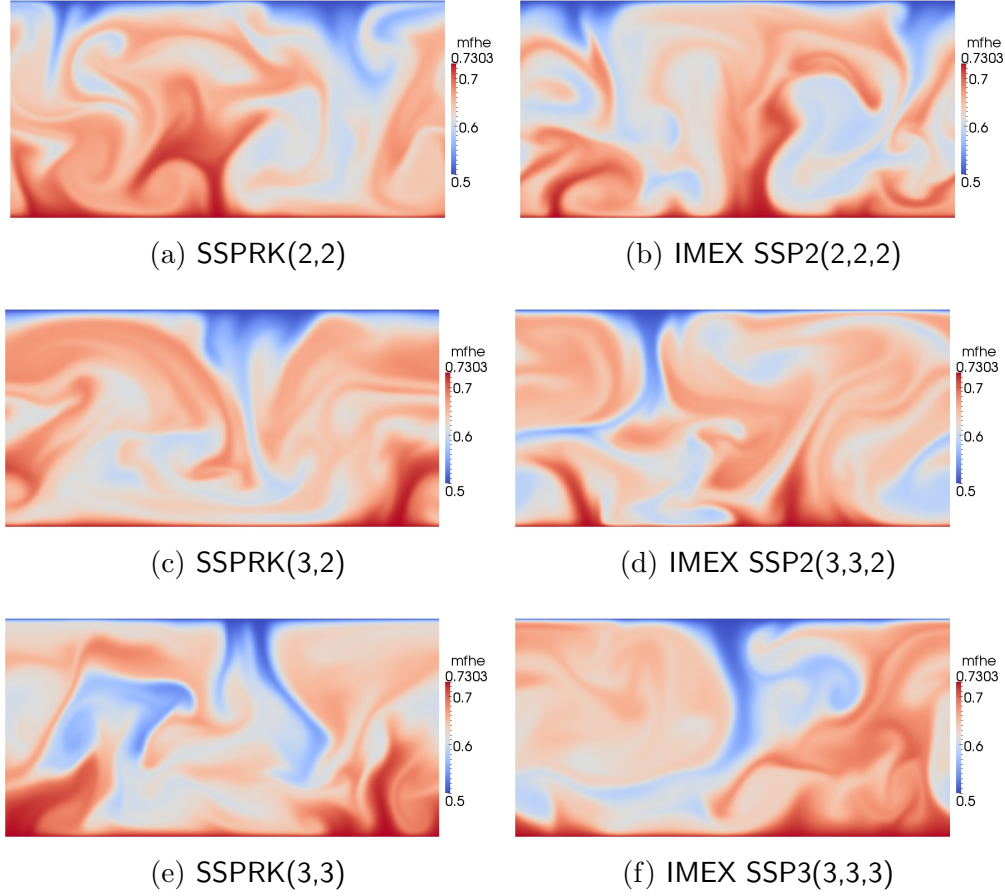 mfhe
0.7303
0.7
0.6
0.5
mfhe
0.7303
0.7
0.6
0.5
(a) SSPRK(2,2)
(b) IMEX SSP2(2,2,2)
mfhe
0.7303
0.7
0.6
0.5
mfhe
0.7303
0.7
0.6
0.5
(c) SSPRK(3,2)
(d) IMEX SSP2(3,3,2)
mfhe
0.7303
0.7
0.6
0.5
mfhe
0.7303
0.7
0.6
0.5
(e) SSPRK(3,3)
(f) IMEX SSP3(3,3,3)